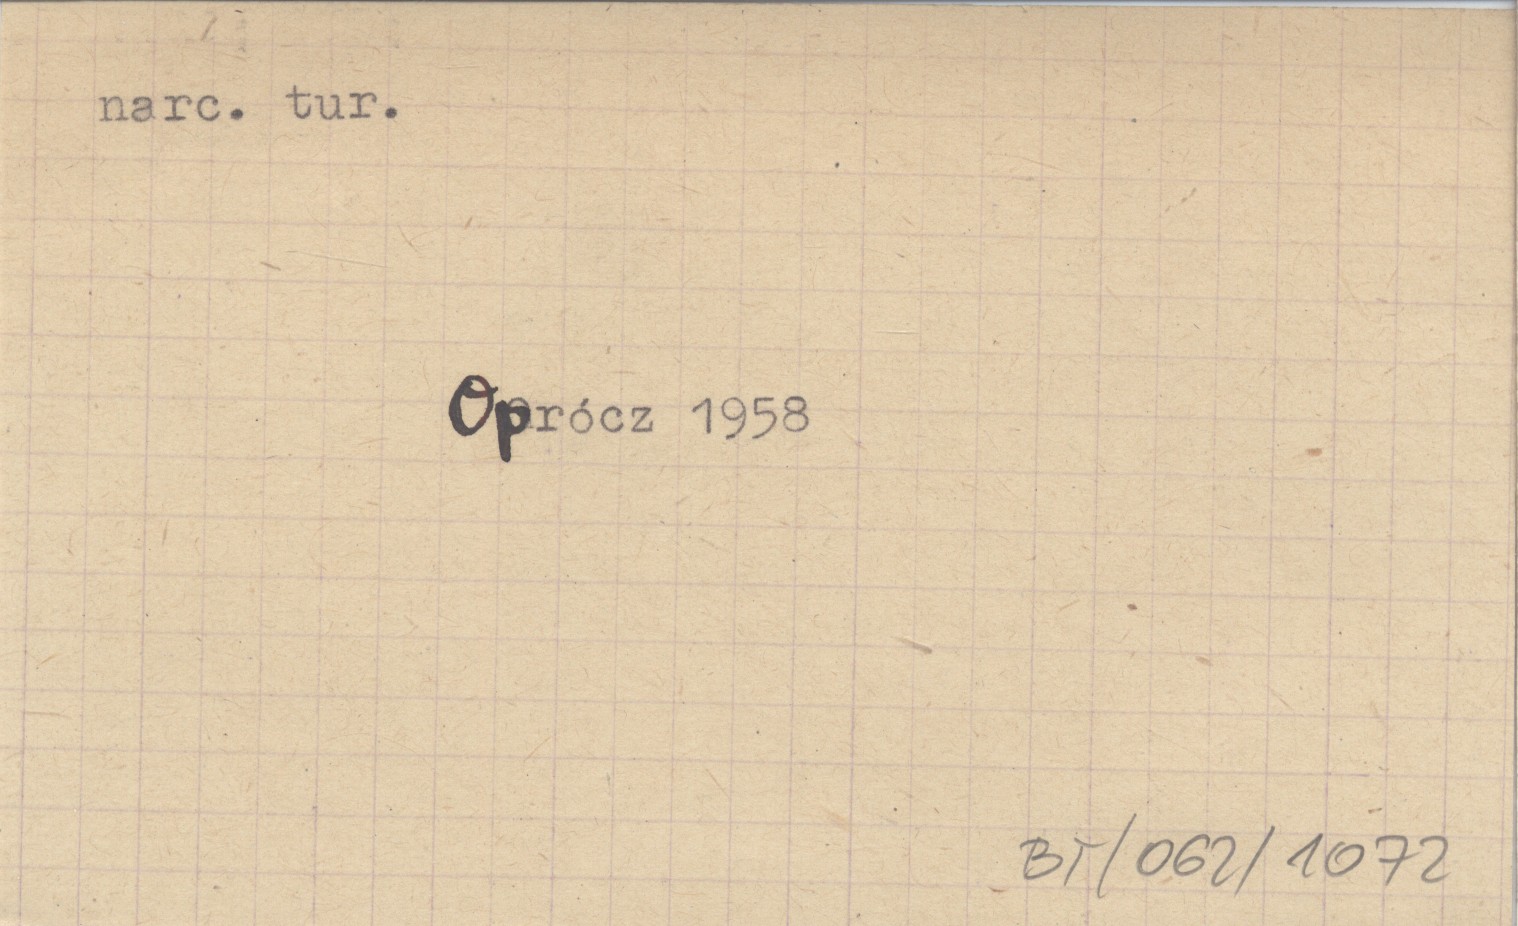 narc. tur.
Oprócz 1958
BT/062/1072